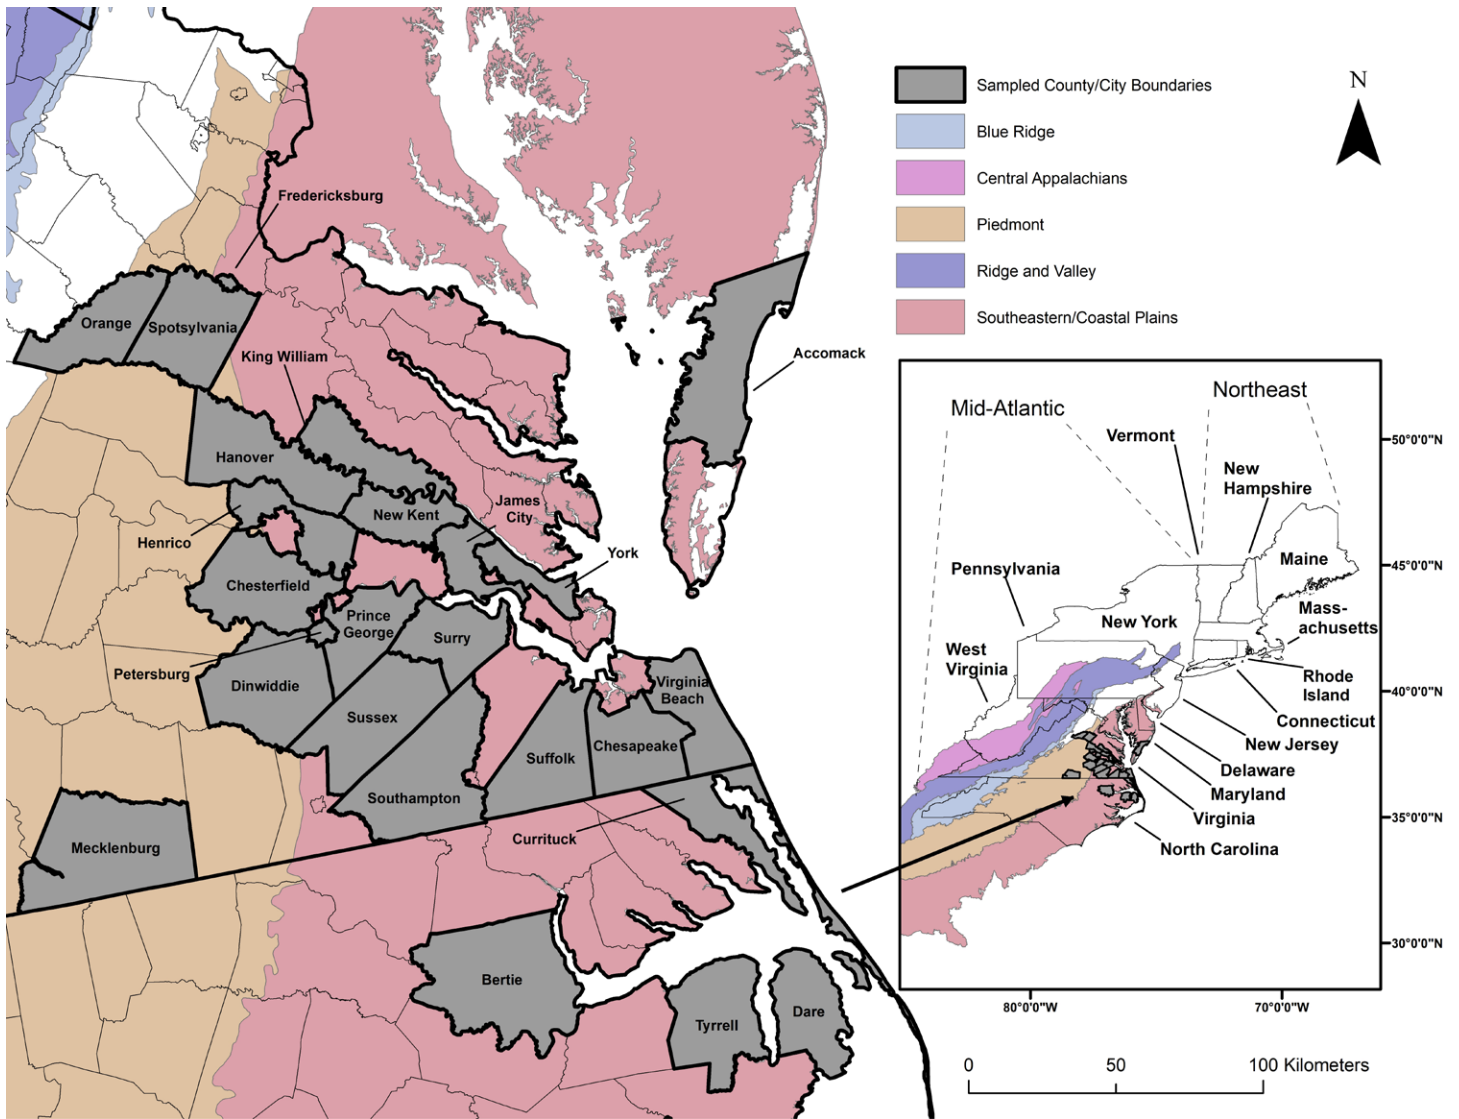 Fredericksburg
Orange
Spotsylvania
King William
Accomack
Hanover
James
City
New Kent
Henrico
York
Chesterfield
Prince
George
Surry
Petersburg
Dinwiddie
Virginia
Beach
Sussex
Suffolk
Chesapeake
Southampton
Currituck
Mecklenburg
Bertie
Tyrrell
Dare
Sampled County/City Boundaries
Blue Ridge
Central Appalachians
Piedmont
Ridge and Valley
Southeastern/Coastal Plains
N
Mid-Atlantic
Northeast
Vermont
New
Hampshire
Maine
Pennsylvania
New York
Mass-
achusetts
West
Virginia
Rhode
Island
Connecticut
New Jersey
Delaware
Maryland
Virginia
North Carolina
50°0'0"N
45°0'0"N
40°0'0"N
35°0'0"N
30°0'0"N
80°0'0"W
70°0'0"W
0
50
100 Kilometers